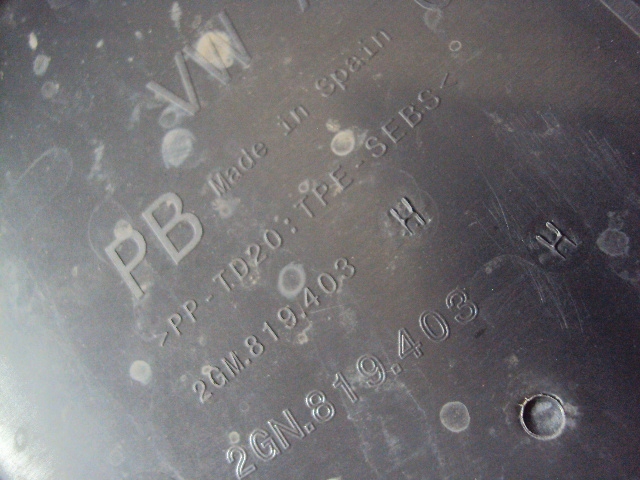 VW
Made in Spain
PB
>PP-TD20:TPE-SEBS<
2GM.819.403 H
2GN.819.403 H